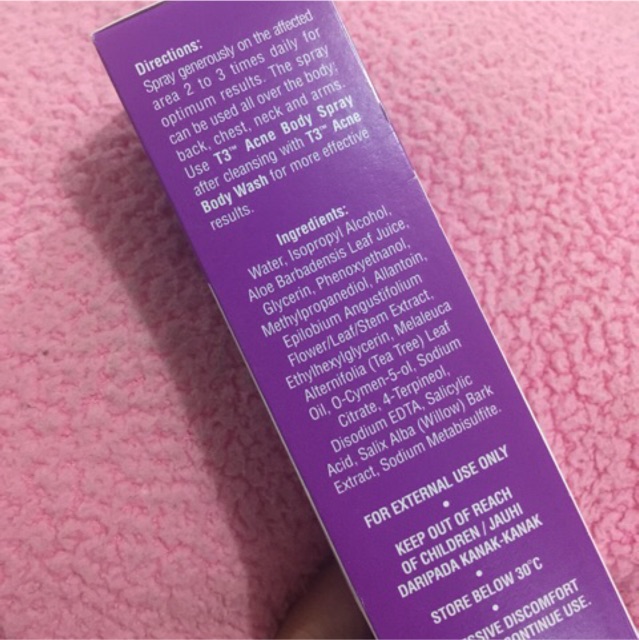 Directions:
Spray generously on the affected
area 2 to 3 times daily for
optimum results. The spray
can be used all over the body;
back, chest, neck and arms.
Use T3™ Acne Body Spray
after cleansing with T3™ Acne
Body Wash for more effective
results.
Ingredients:
Water, Isopropyl Alcohol,
Aloe Barbadensis Leaf Juice,
Glycerin, Phenoxyethanol,
Methylpropanediol, Allantoin,
Epilobium Angustifolium
Flower/Leaf/Stem Extract,
Ethylhexylglycerin, Melaleuca
Alternifolia (Tea Tree) Leaf
Oil, O-Cymen-5-ol, Sodium
Citrate, 4-Terpineol,
Disodium EDTA, Salicylic
Acid, Salix Alba (Willow) Bark
Extract, Sodium Metabisulfite.
FOR EXTERNAL USE ONLY
•
KEEP OUT OF REACH
OF CHILDREN / JAUHI
DARIPADA KANAK-KANAK
•
STORE BELOW 30°C
•
DISCOMFORT
CONTINUE USE.